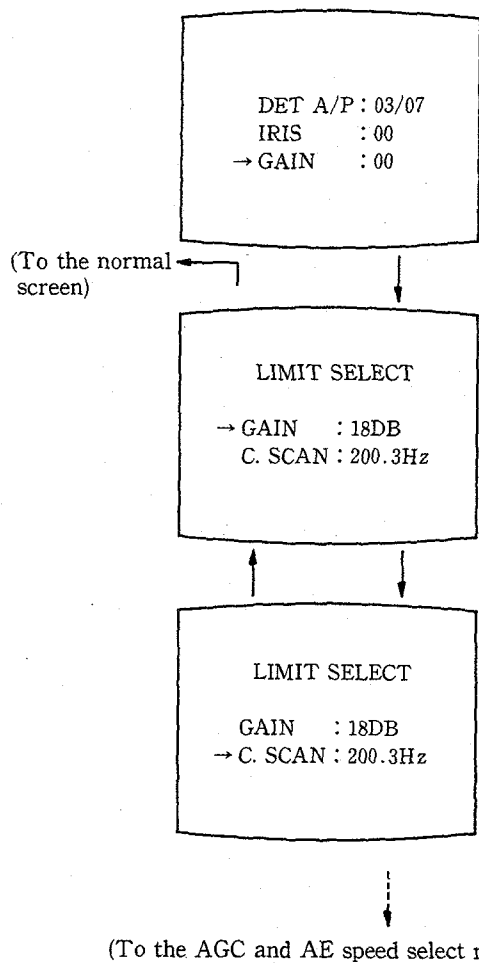 DET A/P : 03/07
IRIS : 00
→ GAIN : 00
(To the normal
screen)
LIMIT SELECT
→ GAIN : 18DB
C. SCAN : 200.3Hz
LIMIT SELECT
GAIN : 18DB
→ C. SCAN : 200.3Hz
(To the AGC and AE speed select